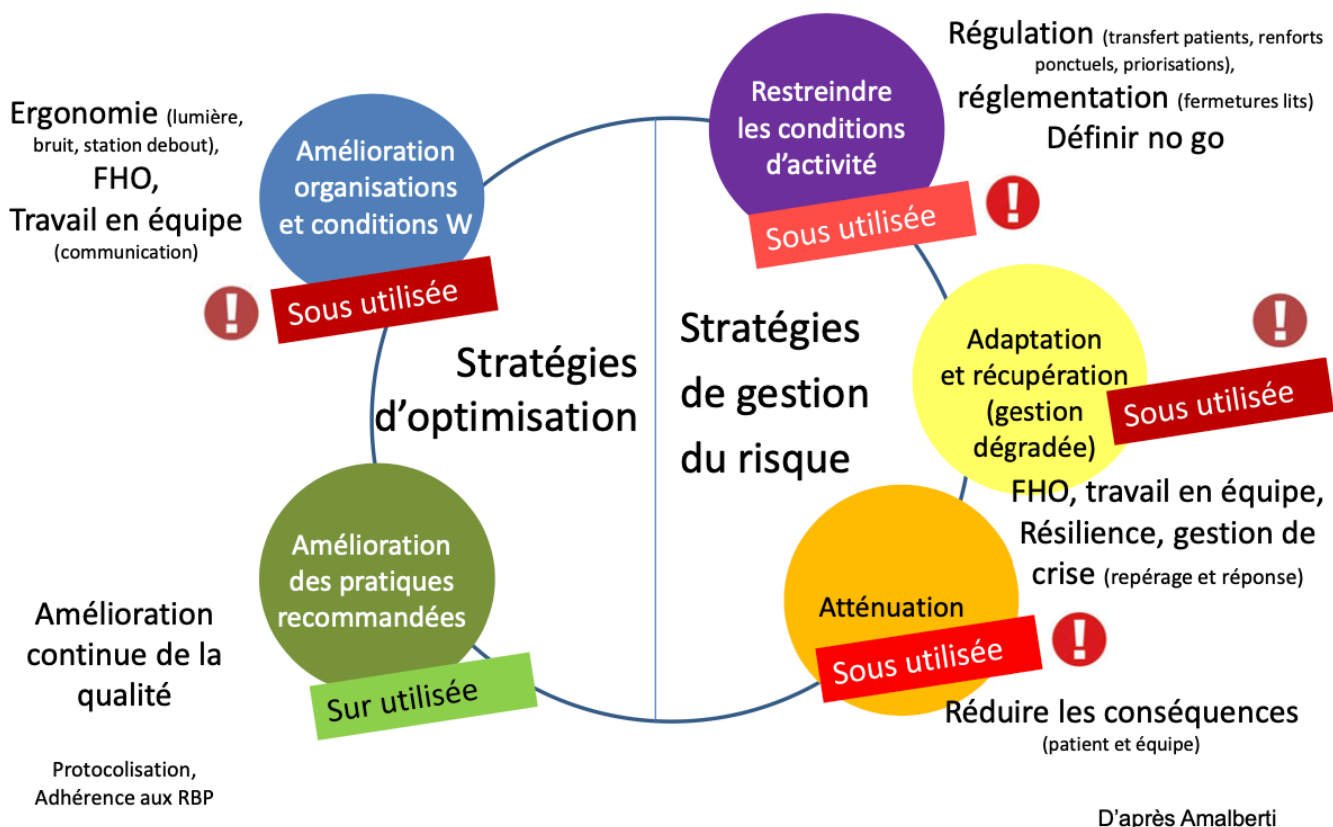 Ergonomie (lumière,
bruit, station debout),
FHO,
Travail en équipe
(communication)
Amélioration
organisations
et conditions W
Sous utilisée
Restreindre
les conditions
d'activité
Sous utilisée
Régulation (transfert patients, renforts
ponctuels, priorisations),
réglementation (fermetures lits)
Définir no go
Stratégies
d'optimisation
Stratégies
de gestion
du risque
Adaptation
et récupération
(gestion
dégradée)
Sous utilisée
FHO, travail en équipe,
Résilience, gestion de
crise (repérage et réponse)
Amélioration
des pratiques
recommandées
Sur utilisée
Amélioration
continue de la
qualité
Protocolisation,
Adhérence aux RBP
Atténuation
Sous utilisée
Réduire les conséquences
(patient et équipe)
D'après Amalberti